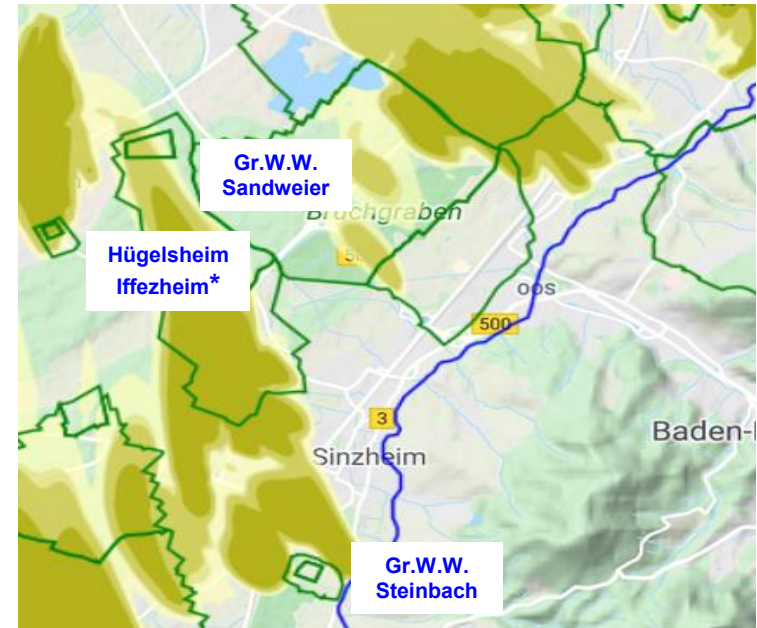 Gr.W.W.
Sandweier
Bruchgraben
Hügelsheim
Iffezheim*
oos
500
3
Baden-
Sinzheim
Gr.W.W.
Steinbach